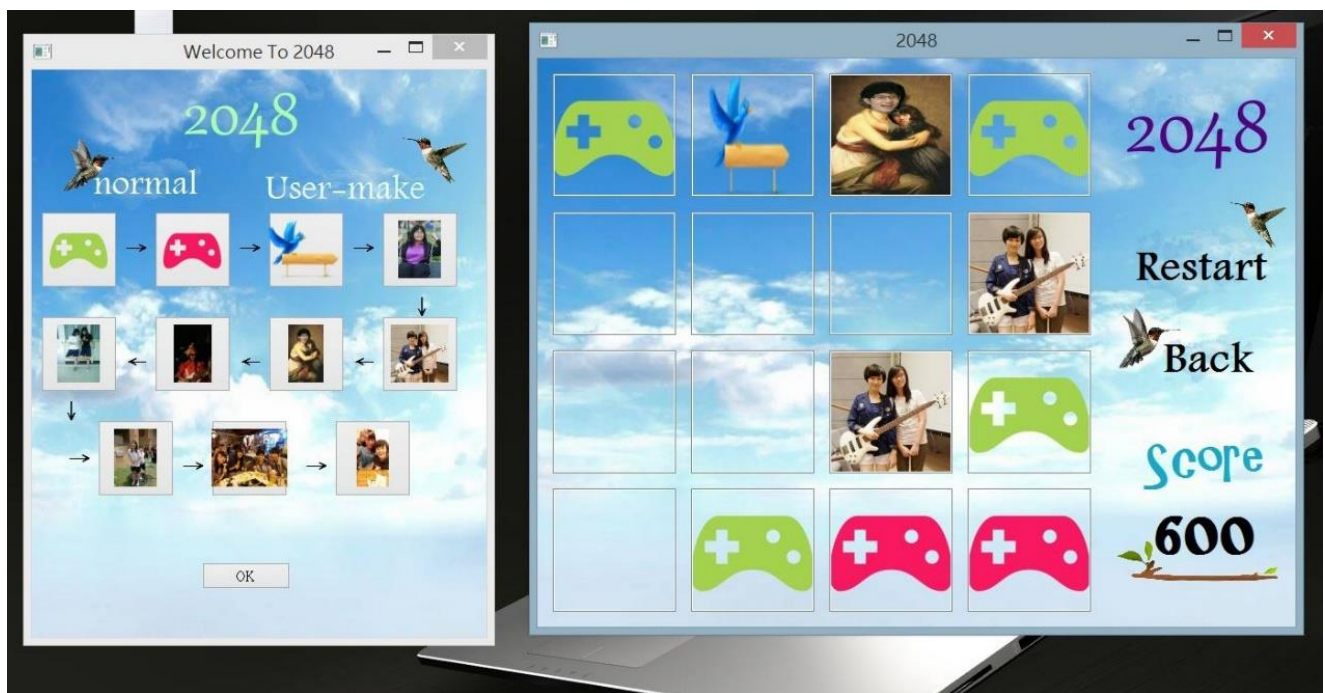 Welcome To 2048
2048
normal
User-make
OK
2048
2048
Restart
Back
Score
600